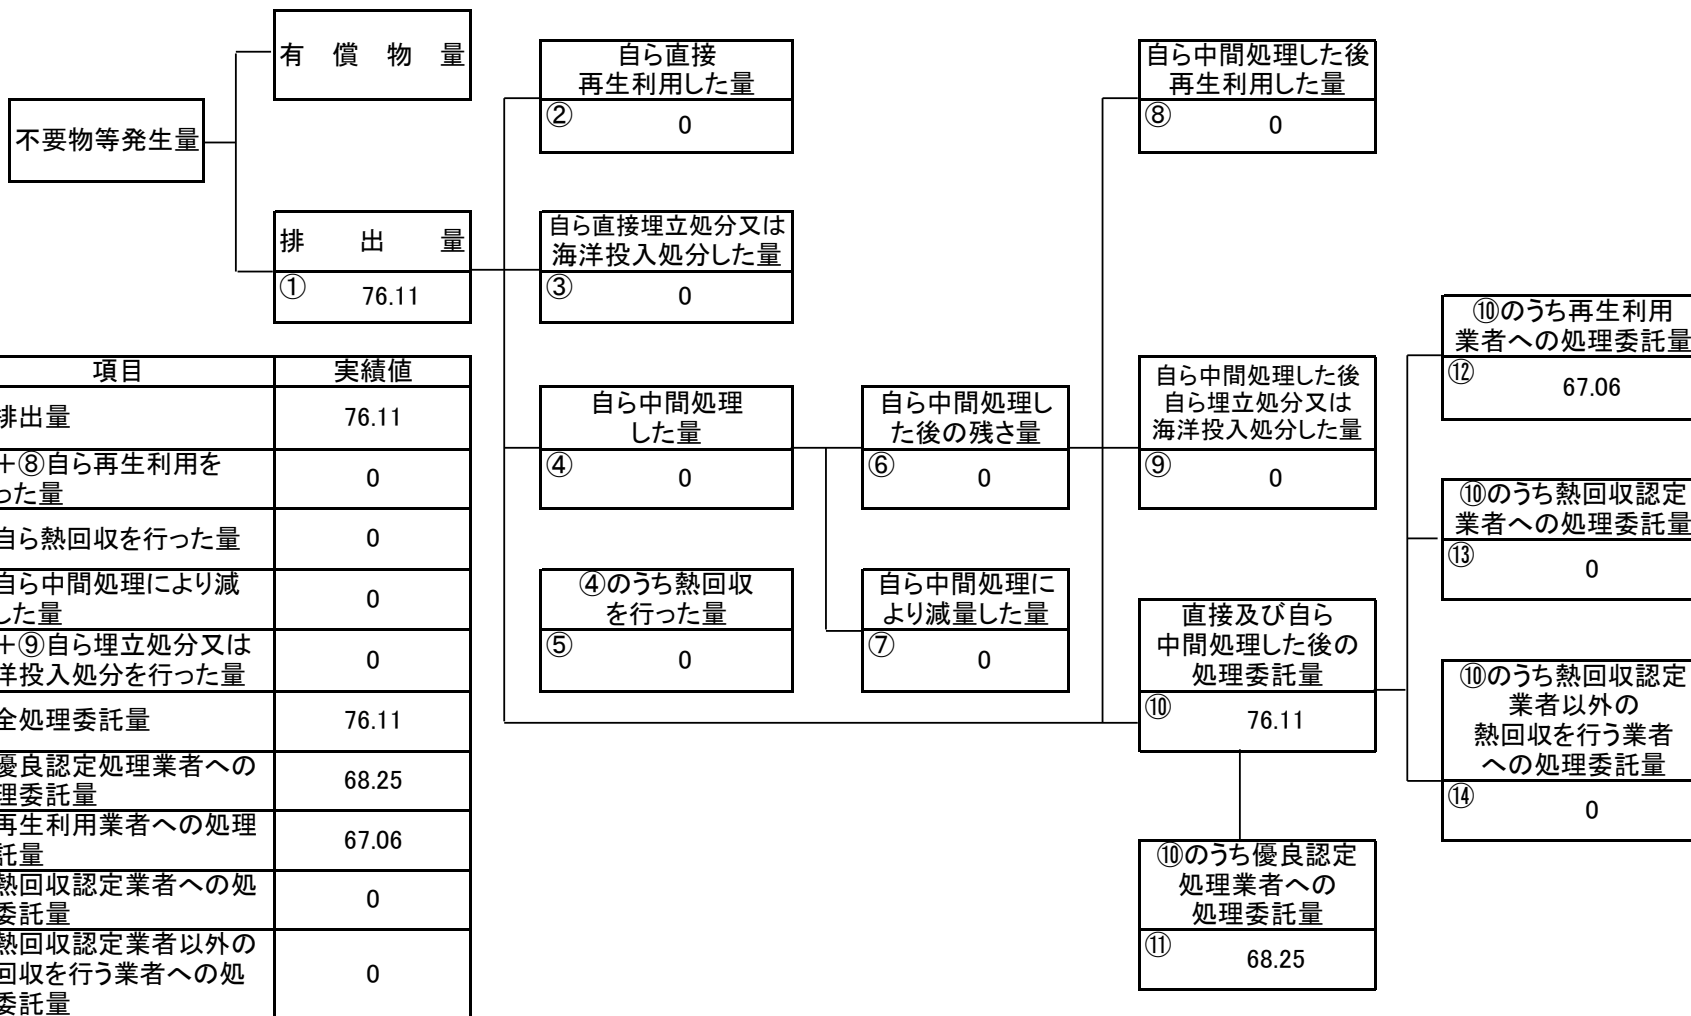 有償物量
不要物等発生量
排出量
① 76.11
自ら直接
再生利用した量
② 0
自ら直接埋立処分又は
海洋投入処分した量
③ 0
自ら中間処理
した量
④ 0
④のうち熱回収
を行った量
⑤ 0
自ら中間処理し
た後の残さ量
⑥ 0
自ら中間処理に
より減量した量
⑦ 0
自ら中間処理した後
再生利用した量
⑧ 0
自ら中間処理した後
自ら埋立処分又は
海洋投入処分した量
⑨ 0
直接及び自ら
中間処理した後の
処理委託量
⑩ 76.11
⑩のうち優良認定
処理業者への
処理委託量
⑪ 68.25
⑩のうち再生利用
業者への処理委託量
⑫ 67.06
⑩のうち熱回収認定
業者への処理委託量
⑬ 0
⑩のうち熱回収認定
業者以外の
熱回収を行う業者
への処理委託量
⑭ 0
項目 実績値
排出量 76.11
+⑧自ら再生利用を
った量 0
自ら熱回収を行った量 0
自ら中間処理により減
した量 0
+⑨自ら埋立処分又は
洋投入処分を行った量 0
全処理委託量 76.11
優良認定処理業者への
理委託量 68.25
再生利用業者への処理
託量 67.06
熱回収認定業者への処
委託量 0
熱回収認定業者以外の
回収を行う業者への処
委託量 0